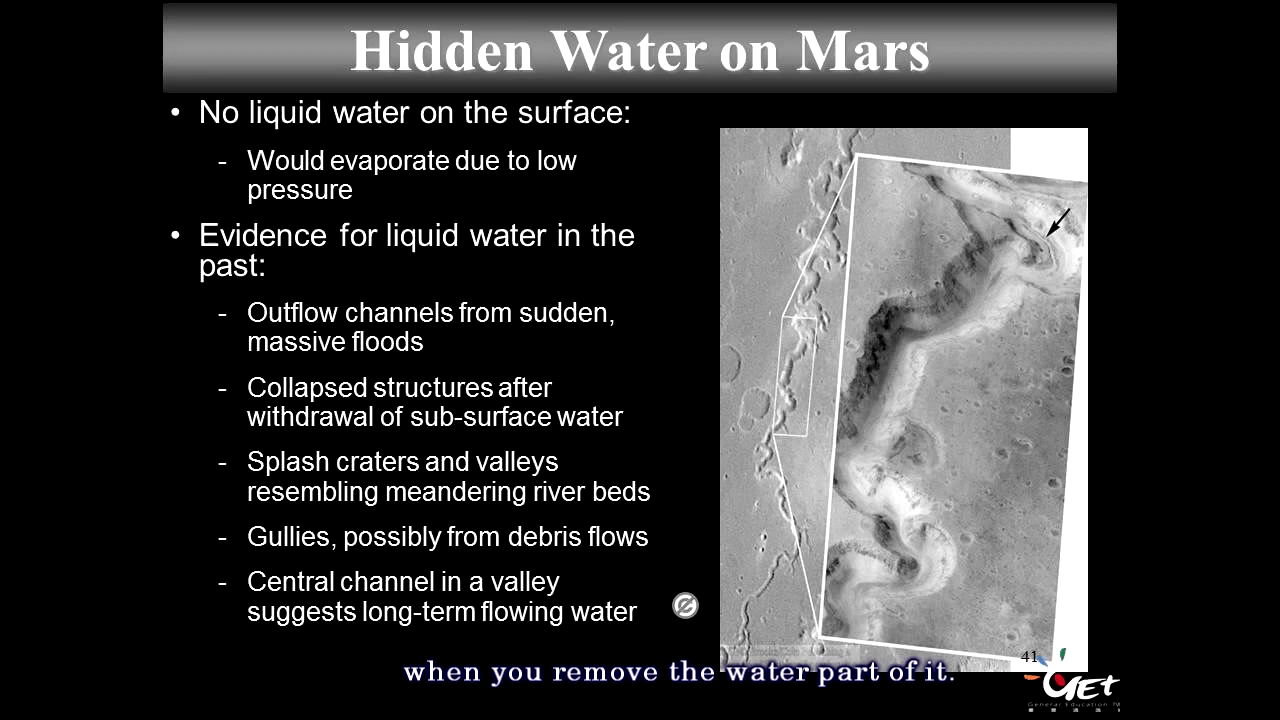 Hidden Water on Mars
• No liquid water on the surface:
- Would evaporate due to low
pressure
• Evidence for liquid water in the
past:
- Outflow channels from sudden,
massive floods
- Collapsed structures after
withdrawal of sub-surface water
- Splash craters and valleys
resembling meandering river beds
- Gullies, possibly from debris flows
- Central channel in a valley
suggests long-term flowing water
41
when you remove the water part of it.
GET
General Education TM